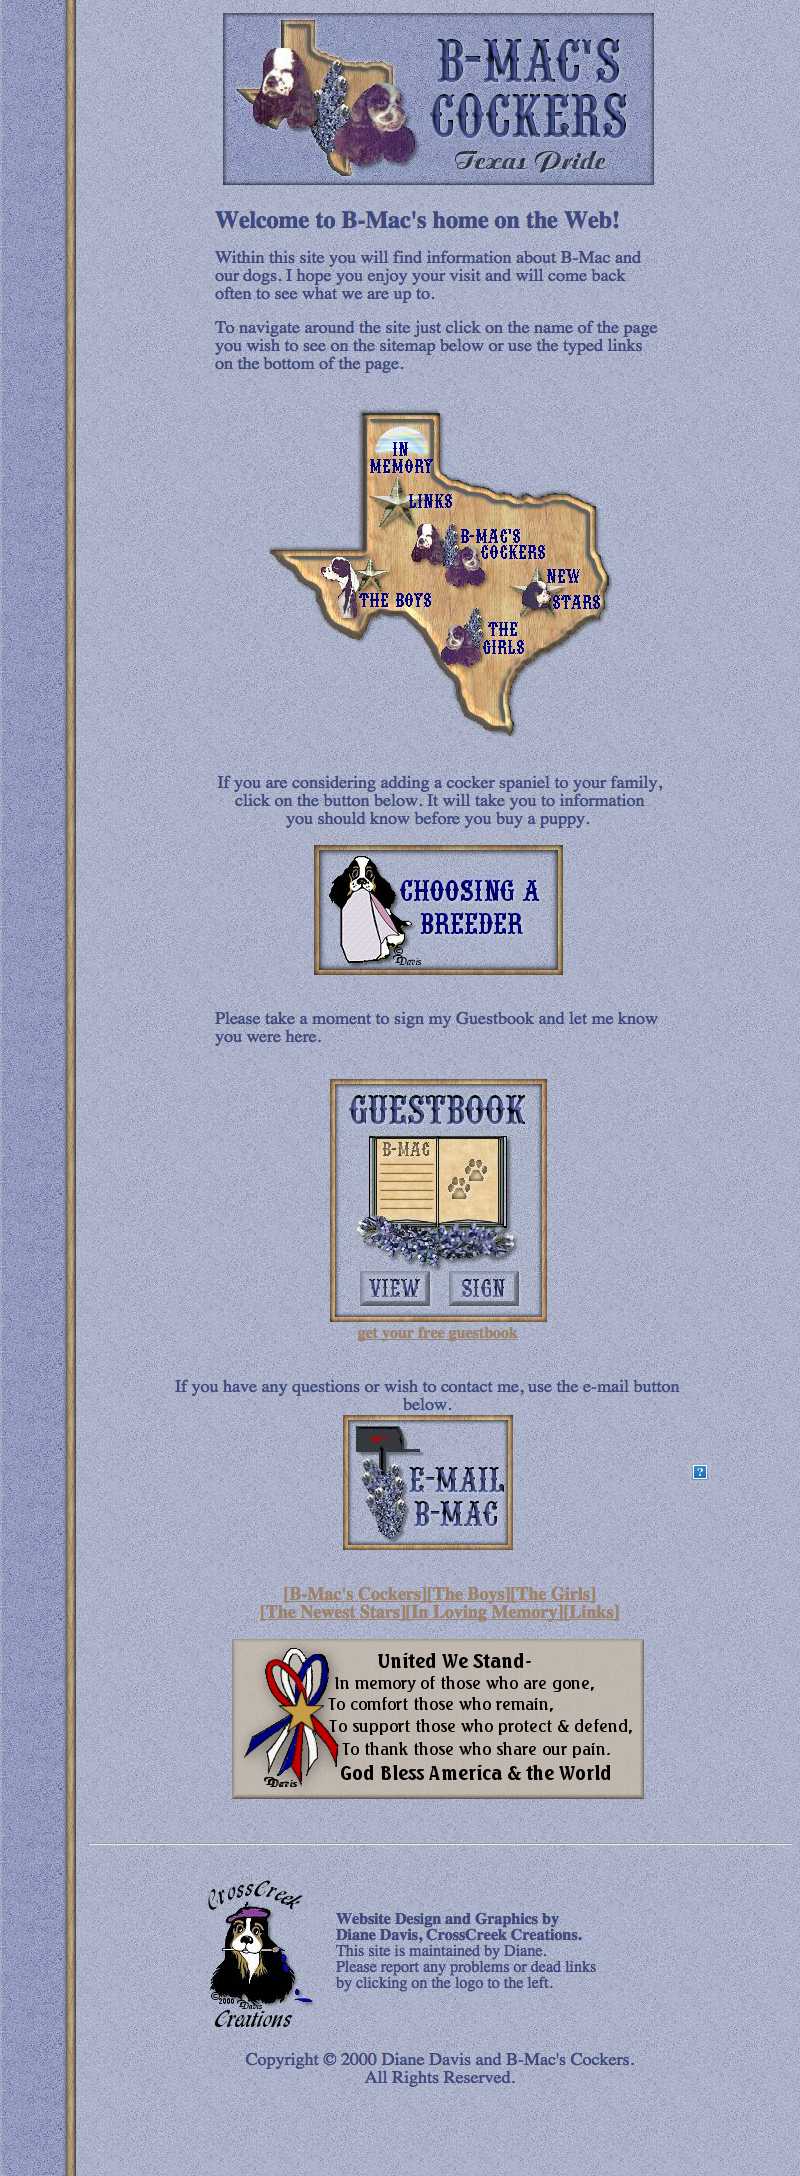 B-MAC'S
COCKERS
Texas Pride
Welcome to B-Mac's home on the Web!
Within this site you will find information about B-Mac and
our dogs. I hope you enjoy your visit and will come back
often to see what we are up to.
To navigate around the site just click on the name of the page
you wish to see on the sitemap below or use the typed links
on the bottom of the page.
IN
MEMORY
LINKS
B-MAC'S
COCKERS
NEW
STARS
THE BOYS
THE
GIRLS
If you are considering adding a cocker spaniel to your family,
click on the button below. It will take you to information
you should know before you buy a puppy.
CHOOSING A
BREEDER
© Davis
Please take a moment to sign my Guestbook and let me know
you were here.
GUESTBOOK
B-MAC
VIEW SIGN
get your free guestbook
If you have any questions or wish to contact me, use the e-mail button
below.
E-MAIL
B-MAC
?
[B-Mac's Cockers][The Boys][The Girls]
[The Newest Stars][In Loving Memory][Links]
United We Stand-
In memory of those who are gone,
To comfort those who remain,
To support those who protect & defend,
To thank those who share our pain.
God Bless America & the World
DDavis
CrossCreek
Website Design and Graphics by
Diane Davis, CrossCreek Creations.
This site is maintained by Diane.
Please report any problems or dead links
by clicking on the logo to the left.
© 2000 DDavis
Creations
Copyright © 2000 Diane Davis and B-Mac's Cockers.
All Rights Reserved.